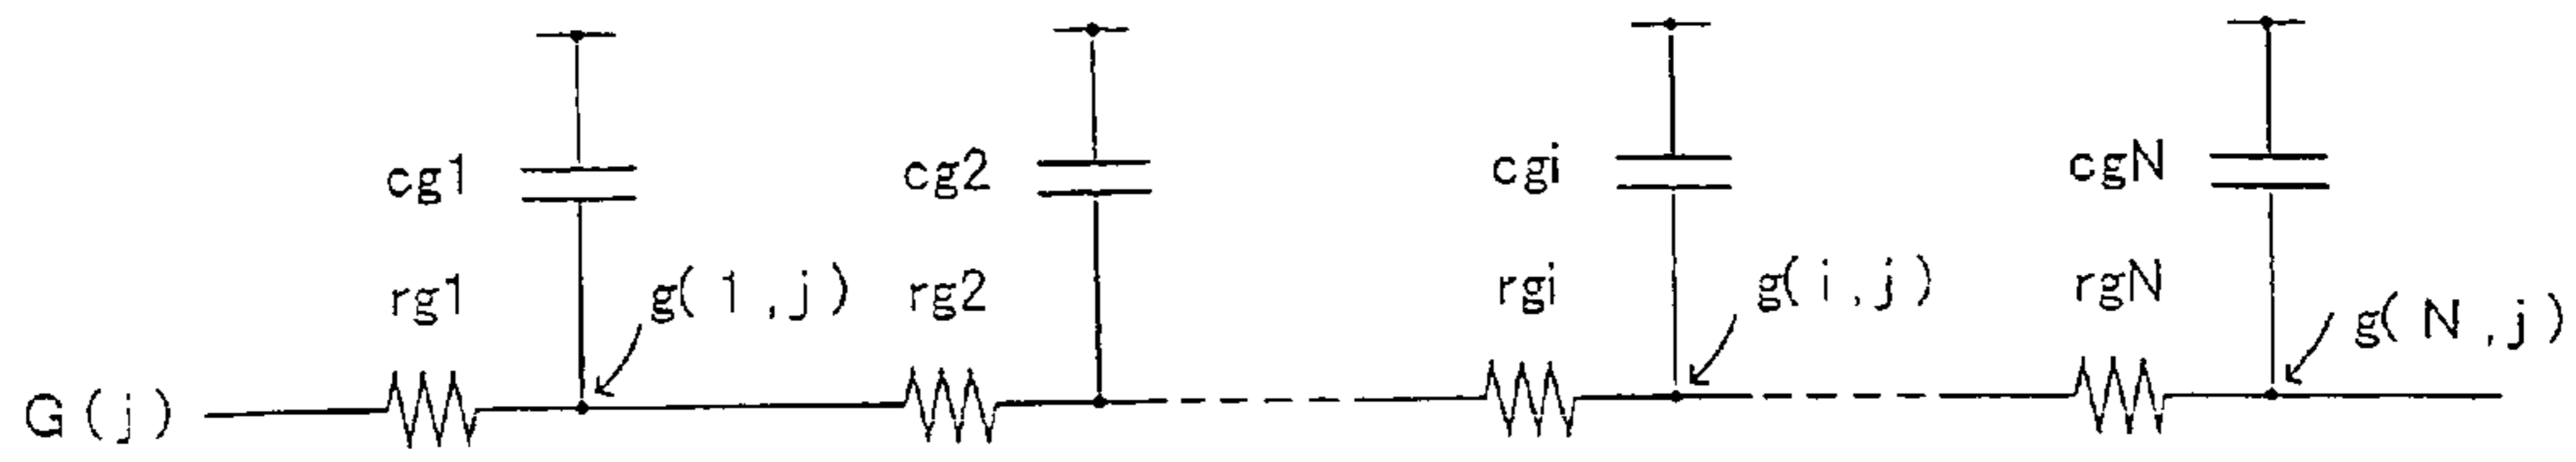 cg1 cg2 cgi cgN
rg1 g(1,j) rg2 rgi g(i,j) rgN g(N,j)
G(j)